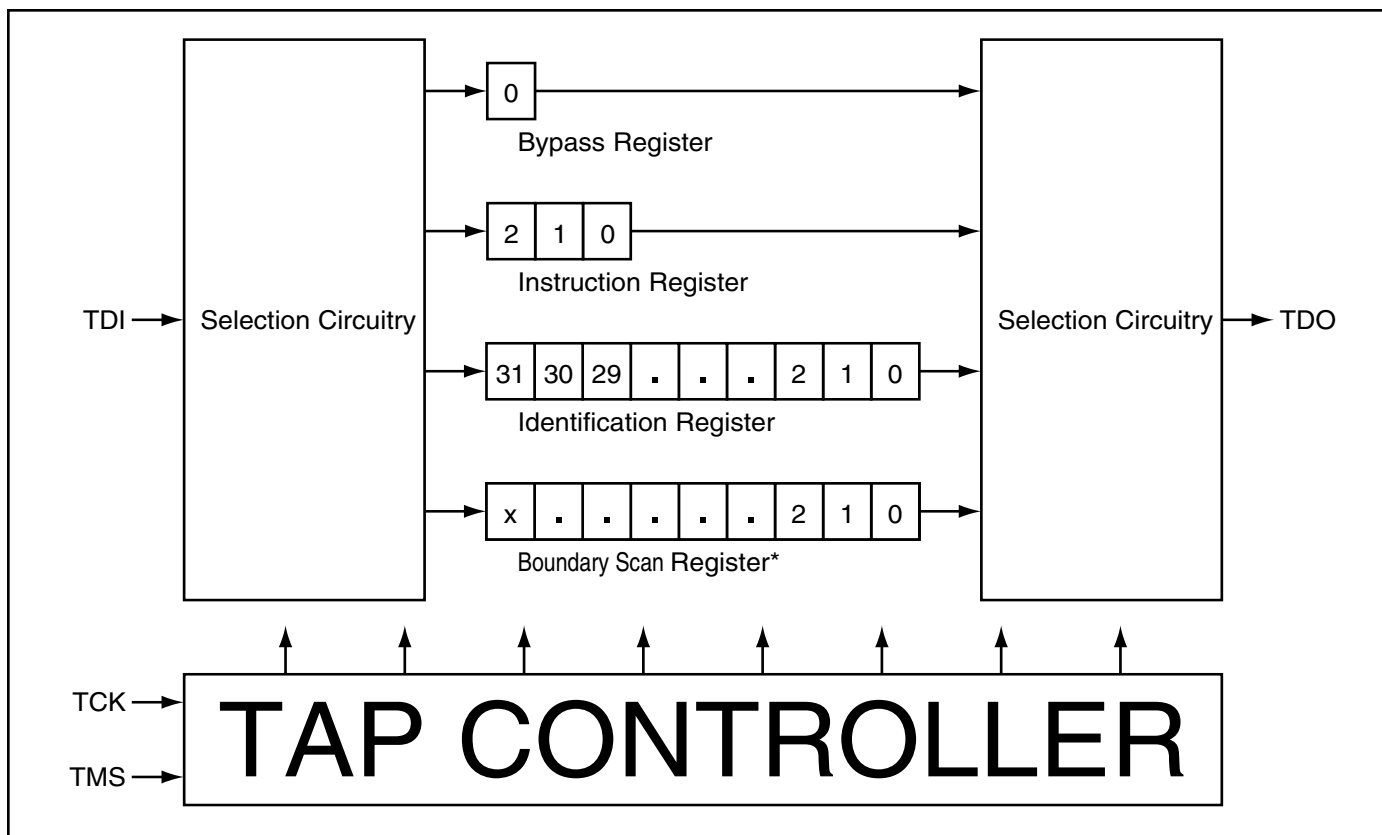 0
Bypass Register
2 1 0
Instruction Register
TDI Selection Circuitry Selection Circuitry TDO
31 30 29 . . . 2 1 0
Identification Register
x . . . . . 2 1 0
Boundary Scan Register*
TCK
TAP CONTROLLER
TMS